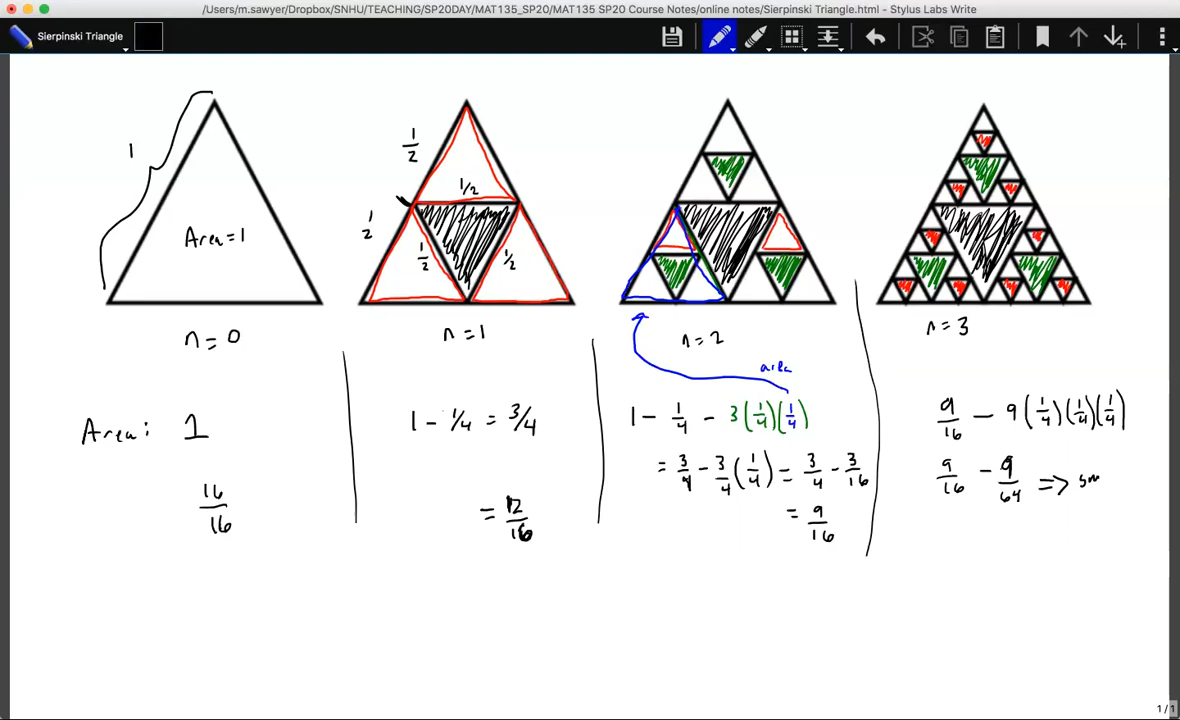 /Users/m.sawyer/Dropbox/SNHU/TEACHING/SP20DAY/MAT135_SP20/MAT135 SP20 Course Notes/online notes/Sierpinski Triangle.html - Stylus Labs Write
Sierpinski Triangle
1
Area = 1
n = 0
1/2
1/2
1/2
1/2
1/2
n = 1
n = 2
n = 3
area
Area: 1
16/16
1 - 1/4 = 3/4
= 12/16
1 - 1/4 - 3(1/4)(1/4)
= 3/4 - 3/4(1/4) = 3/4 - 3/16
= 9/16
9/16 - 9(1/4)(1/4)(1/4)
9/16 - 9/64 => sm
1/1